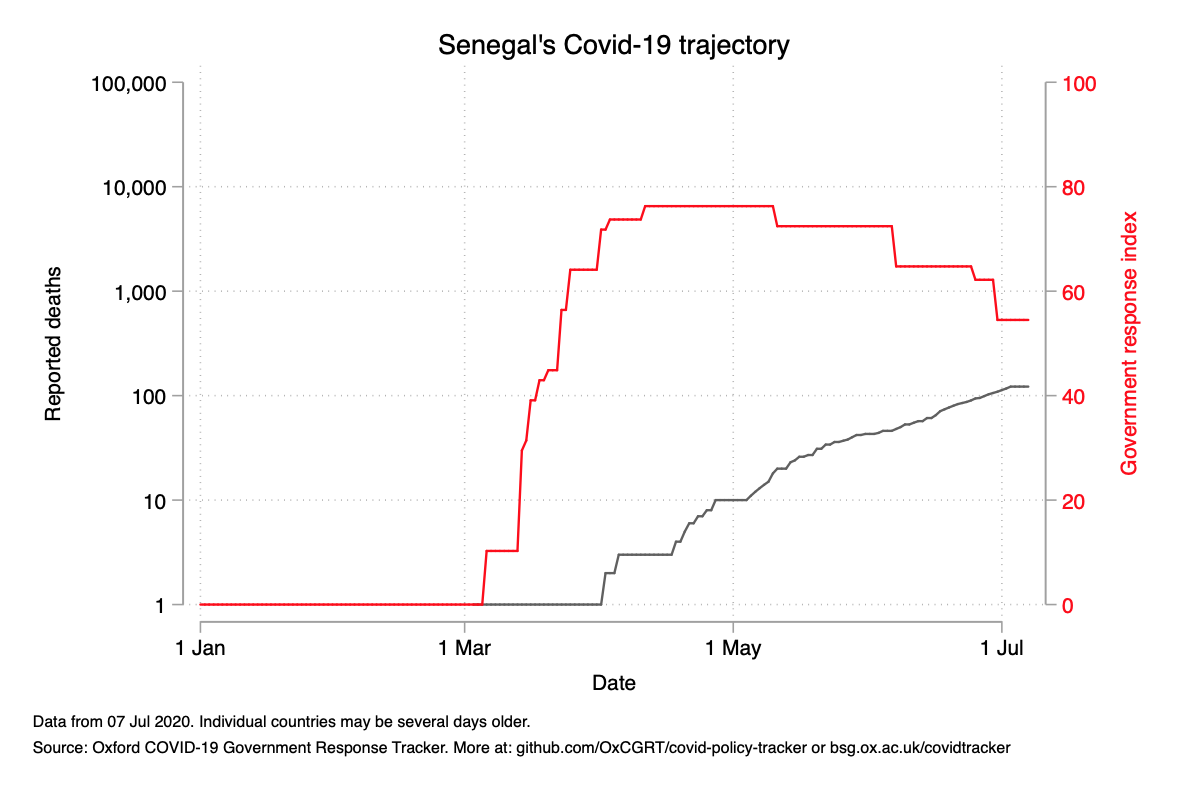 Senegal's Covid-19 trajectory
100,000
10,000
1,000
100
10
1
Reported deaths
100
80
60
40
20
0
Government response index
1 Jan 1 Mar 1 May 1 Jul
Date
Data from 07 Jul 2020. Individual countries may be several days older.
Source: Oxford COVID-19 Government Response Tracker. More at: github.com/OxCGRT/covid-policy-tracker or bsg.ox.ac.uk/covidtracker